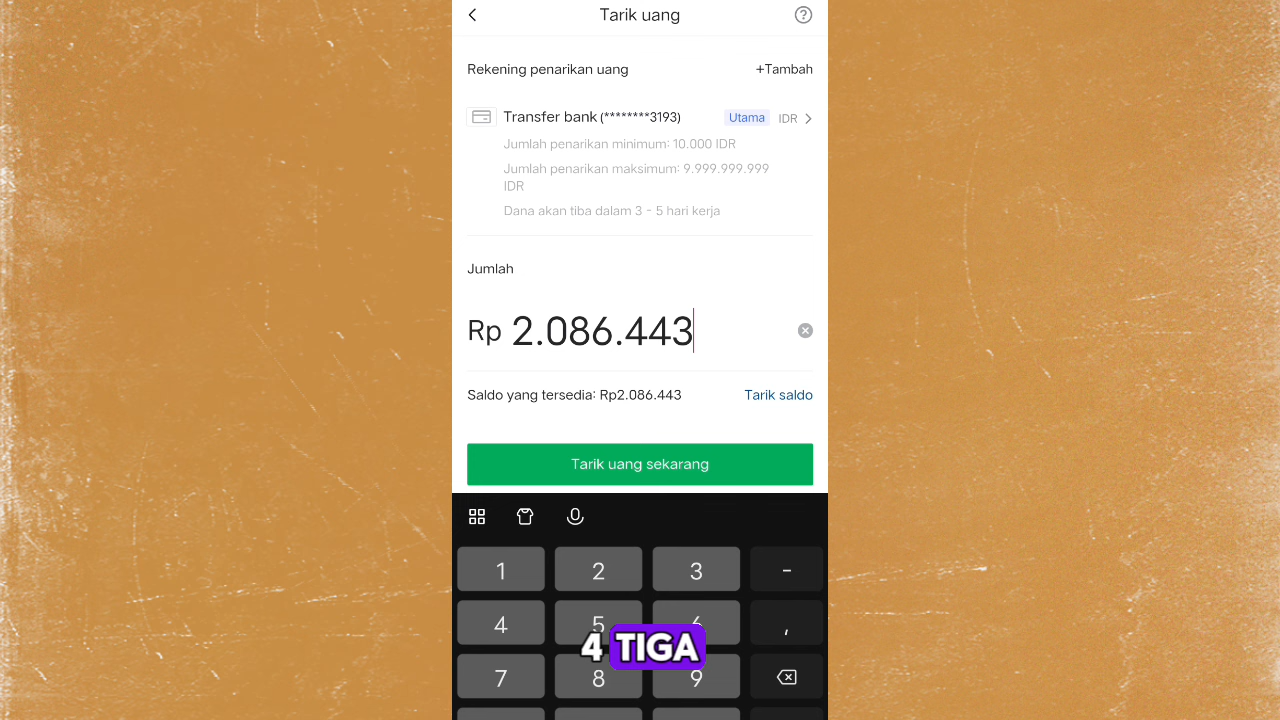 Tarik uang
Rekening penarikan uang +Tambah
Transfer bank (********3193) Utama IDR
Jumlah penarikan minimum: 10.000 IDR
Jumlah penarikan maksimum: 9.999.999.999
IDR
Dana akan tiba dalam 3 - 5 hari kerja
Jumlah
Rp 2.086.443
Saldo yang tersedia: Rp2.086.443 Tarik saldo
Tarik uang sekarang
1 2 3 -
4 5 6 ,
4 TIGA
7 8 9